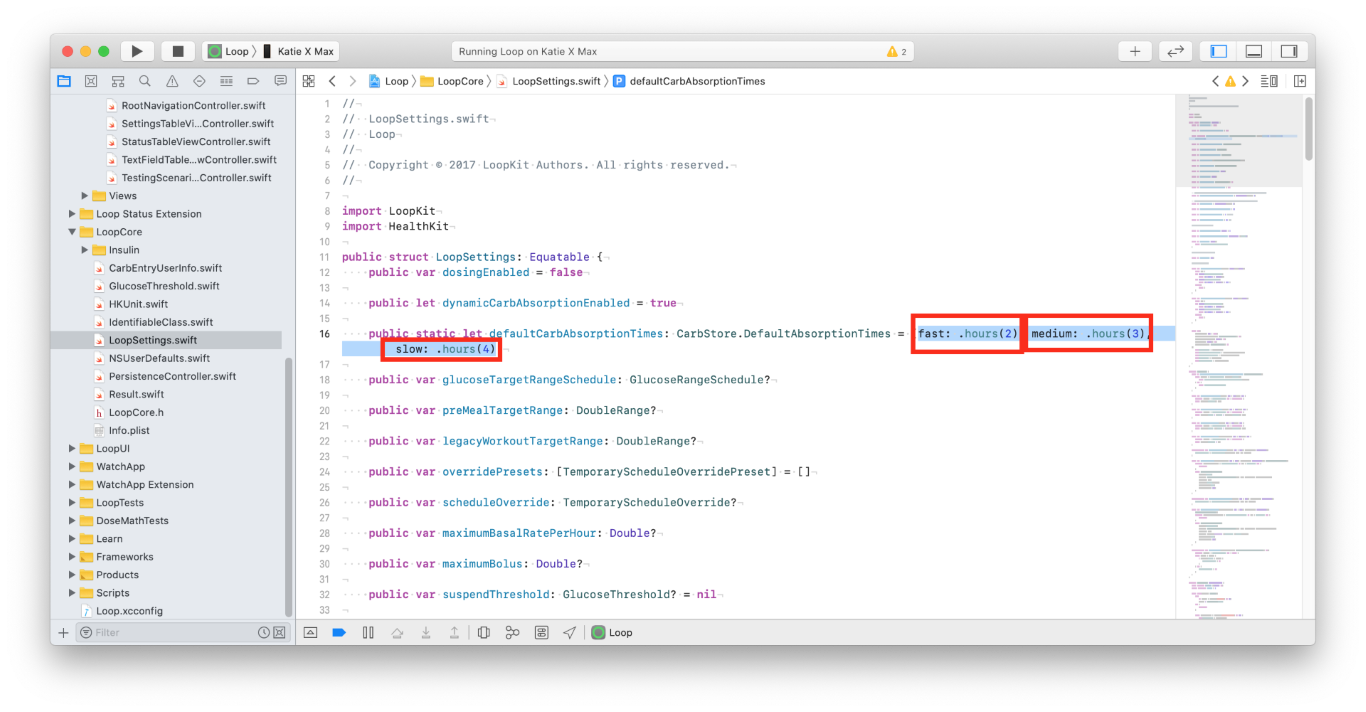 Loop 〉 Katie X Max
Running Loop on Katie X Max
2
Loop 〉 LoopCore 〉 LoopSettings.swift 〉 P defaultCarbAbsorptionTimes
RootNavigationController.swift
SettingsTableVi...Controller.swift
StatusTableViewController.swift
TextFieldTable...wController.swift
TestingScenari...Controller.swift
Views
Loop Status Extension
LoopCore
Insulin
CarbEntryUserInfo.swift
GlucoseThreshold.swift
HKUnit.swift
IdentifiableClass.swift
LoopSettings.swift
NSUserDefaults.swift
PersistenceController.swift
Result.swift
h LoopCore.h
Info.plist
LoopUI
WatchApp
WatchApp Extension
LoopTests
DoseMathTests
Learn
Frameworks
Products
Scripts
Loop.xcconfig
Filter
1 //
2 // LoopSettings.swift
3 // Loop
4 //
5 // Copyright © 2017 LoopKit Authors. All rights reserved.
6 //
7
8 import LoopKit
9 import HealthKit
10
11 public struct LoopSettings: Equatable {
12 public var dosingEnabled = false
13
14 public let dynamicCarbAbsorptionEnabled = true
15
16 public static let defaultCarbAbsorptionTimes: CarbStore.DefaultAbsorptionTimes = fast: .hours(2) medium: .hours(3),
slow: .hours(4)
17
18 public var glucoseTargetRangeSchedule: GlucoseRangeSchedule?
19
20 public var preMealTargetRange: DoubleRange?
21
22 public var legacyWorkoutTargetRange: DoubleRange?
23
24 public var overridePresets: [TemporaryScheduleOverridePreset] = []
25
26 public var scheduleOverride: TemporaryScheduleOverride?
27
28 public var maximumBasalRatePerHour: Double?
29
30 public var maximumBolus: Double?
31
32 public var suspendThreshold: GlucoseThreshold? = nil
33
Loop